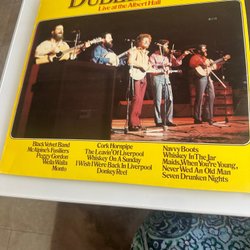 DUBL
Live at the Albert Hall
Black Velvet Band
McAlpine's Fusiliers
Peggy Gordon
Weila Waila
Monto
Cork Hornpipe
The Leavin' Of Liverpool
Whiskey On A Sunday
I Wish I Were Back In Liverpool
Donkey Reel
Navvy Boots
Whiskey In The Jar
Maids, When You're Young,
Never Wed An Old Man
Seven Drunken Nights